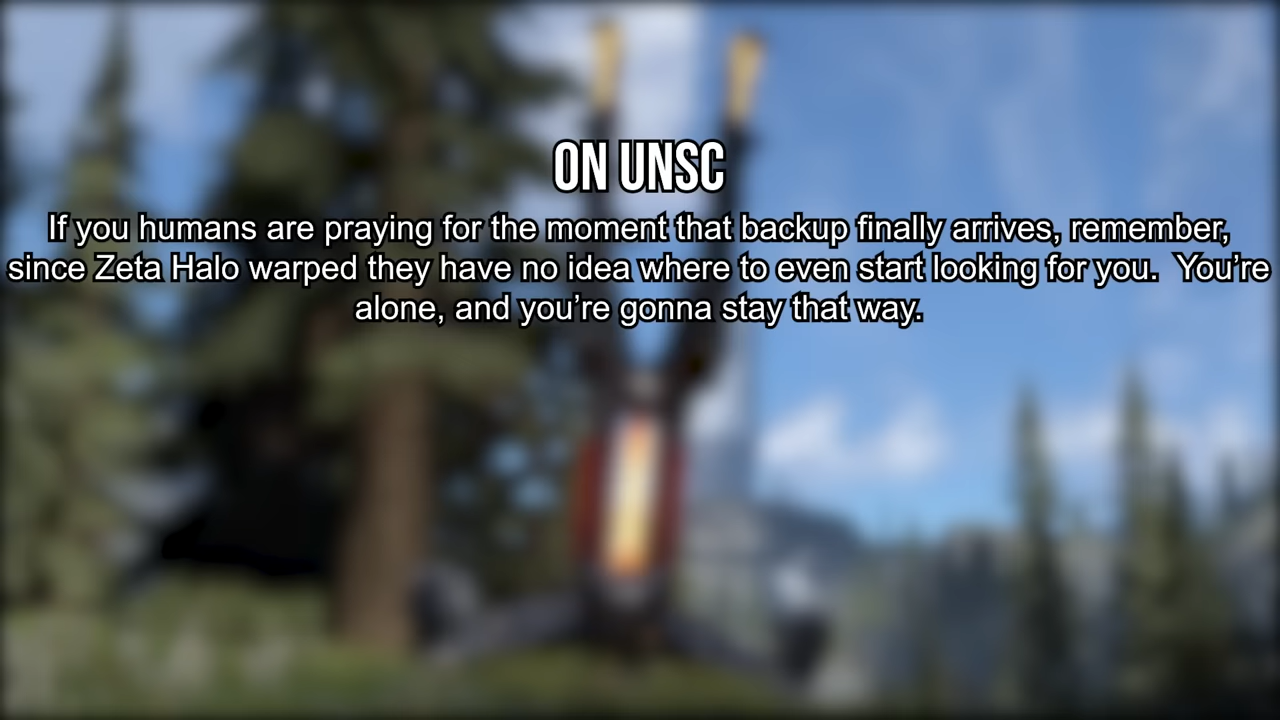 ON UNSC
If you humans are praying for the moment that backup finally arrives, remember,
since Zeta Halo warped they have no idea where to even start looking for you.  You’re
alone, and you’re gonna stay that way.